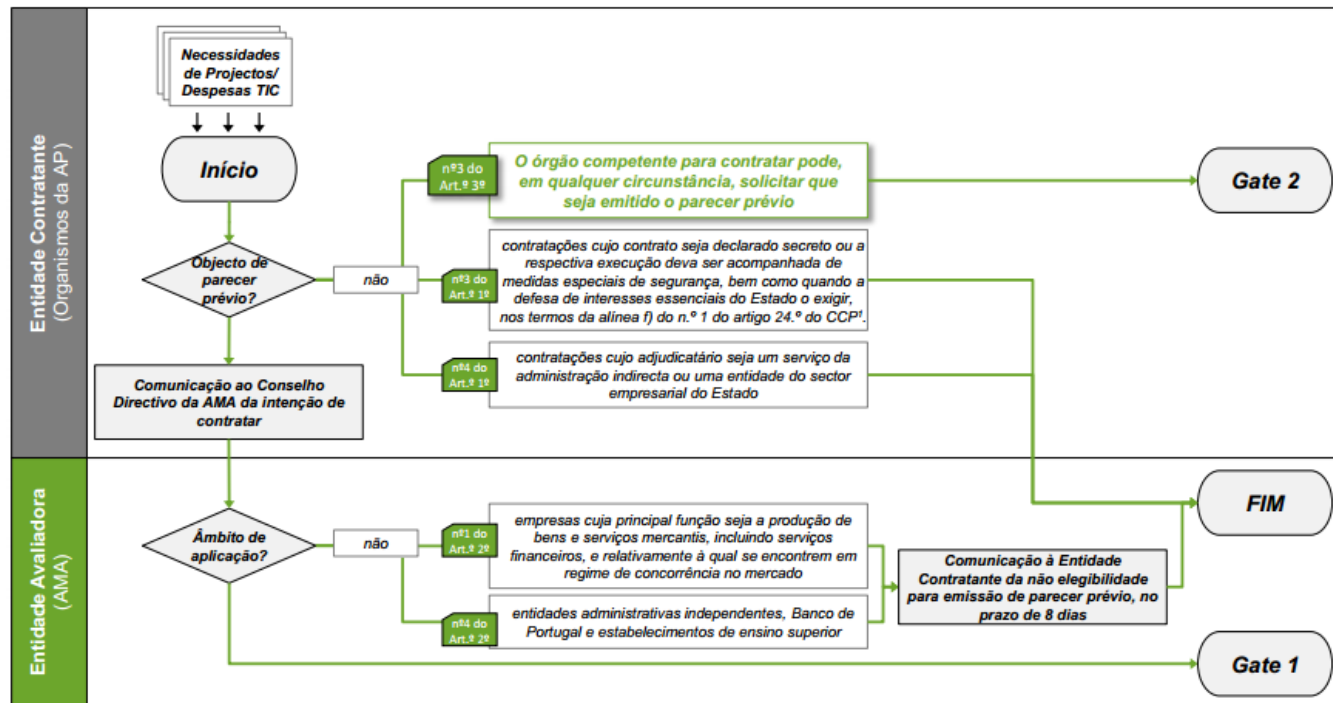 Entidade Contratante
(Organismos da AP)
Necessidades
de Projectos/
Despesas TIC
Início
Objecto de
parecer
prévio?
não
nº3 do
Art.º 3º
O órgão competente para contratar pode,
em qualquer circunstância, solicitar que
seja emitido o parecer prévio
Gate 2
nº3 do
Art.º 1º
contratações cujo contrato seja declarado secreto ou a
respectiva execução deva ser acompanhada de
medidas especiais de segurança, bem como quando a
defesa de interesses essenciais do Estado o exigir,
nos termos da alínea f) do n.º 1 do artigo 24.º do CCP¹.
nº4 do
Art.º 1º
contratações cujo adjudicatário seja um serviço da
administração indirecta ou uma entidade do sector
empresarial do Estado
Comunicação ao Conselho
Directivo da AMA da intenção de
contratar
Entidade Avaliadora
(AMA)
Âmbito de
aplicação?
não
nº1 do
Art.º 2º
empresas cuja principal função seja a produção de
bens e serviços mercantis, incluindo serviços
financeiros, e relativamente à qual se encontrem em
regime de concorrência no mercado
nº4 do
Art.º 2º
entidades administrativas independentes, Banco de
Portugal e estabelecimentos de ensino superior
Comunicação à Entidade
Contratante da não elegibilidade
para emissão de parecer prévio, no
prazo de 8 dias
FIM
Gate 1